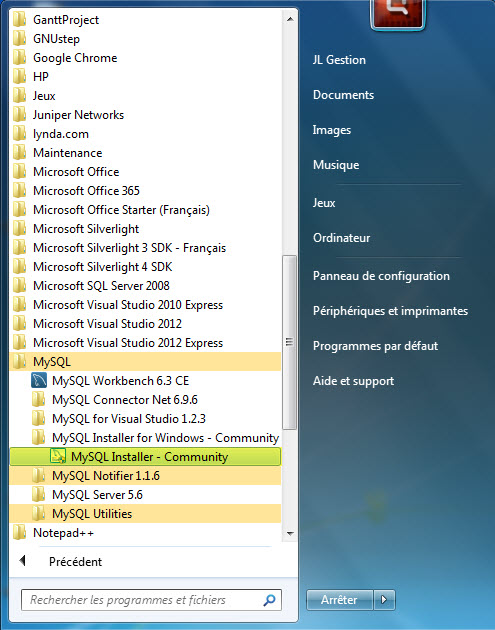 GanttProject
GNUstep
Google Chrome
HP
Jeux
Juniper Networks
lynda.com
Maintenance
Microsoft Office
Microsoft Office 365
Microsoft Office Starter (Français)
Microsoft Silverlight
Microsoft Silverlight 3 SDK - Français
Microsoft Silverlight 4 SDK
Microsoft SQL Server 2008
Microsoft Visual Studio 2010 Express
Microsoft Visual Studio 2012
Microsoft Visual Studio 2012 Express
MySQL
MySQL Workbench 6.3 CE
MySQL Connector Net 6.9.6
MySQL for Visual Studio 1.2.3
MySQL Installer for Windows - Community
MySQL Installer - Community
MySQL Notifier 1.1.6
MySQL Server 5.6
MySQL Utilities
Notepad++
Précédent
Rechercher les programmes et fichiers
JL Gestion
Documents
Images
Musique
Jeux
Ordinateur
Panneau de configuration
Périphériques et imprimantes
Programmes par défaut
Aide et support
Arrêter